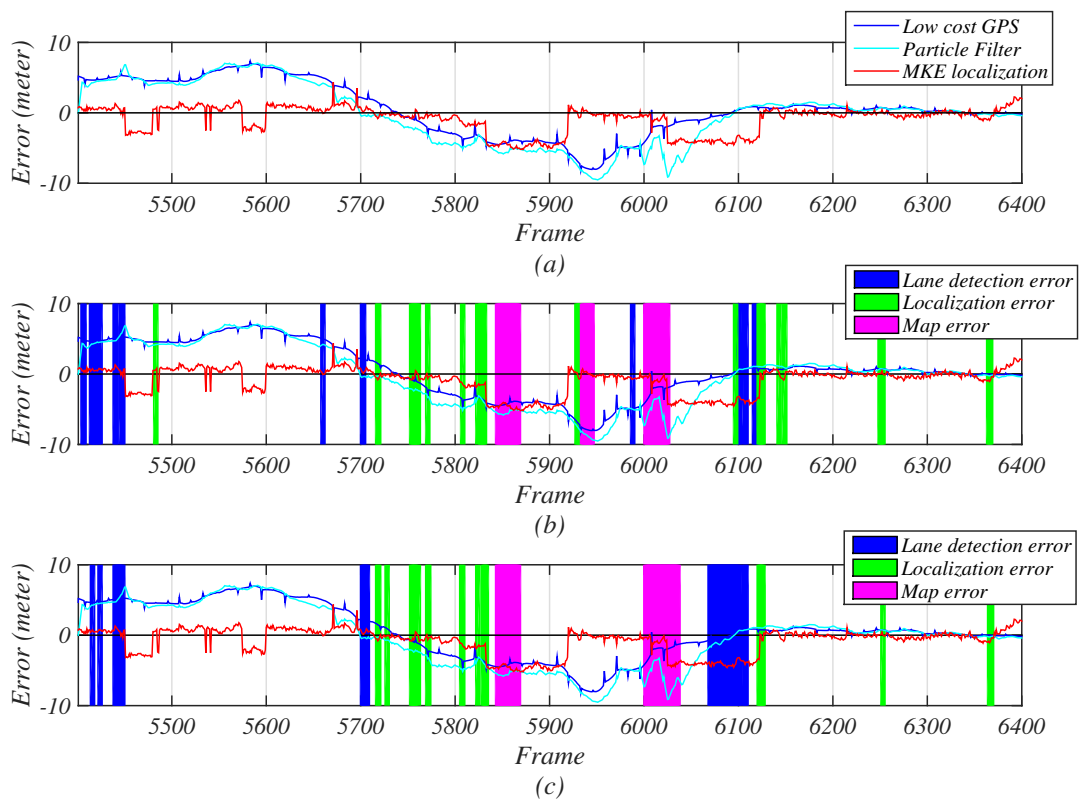 Low cost GPS
Particle Filter
MKE localization
Error (meter)
10
0
-10
5500 5600 5700 5800 5900 6000 6100 6200 6300 6400
Frame
(a)
Lane detection error
Localization error
Map error
Error (meter)
10
0
-10
5500 5600 5700 5800 5900 6000 6100 6200 6300 6400
Frame
(b)
Lane detection error
Localization error
Map error
Error (meter)
10
0
-10
5500 5600 5700 5800 5900 6000 6100 6200 6300 6400
Frame
(c)